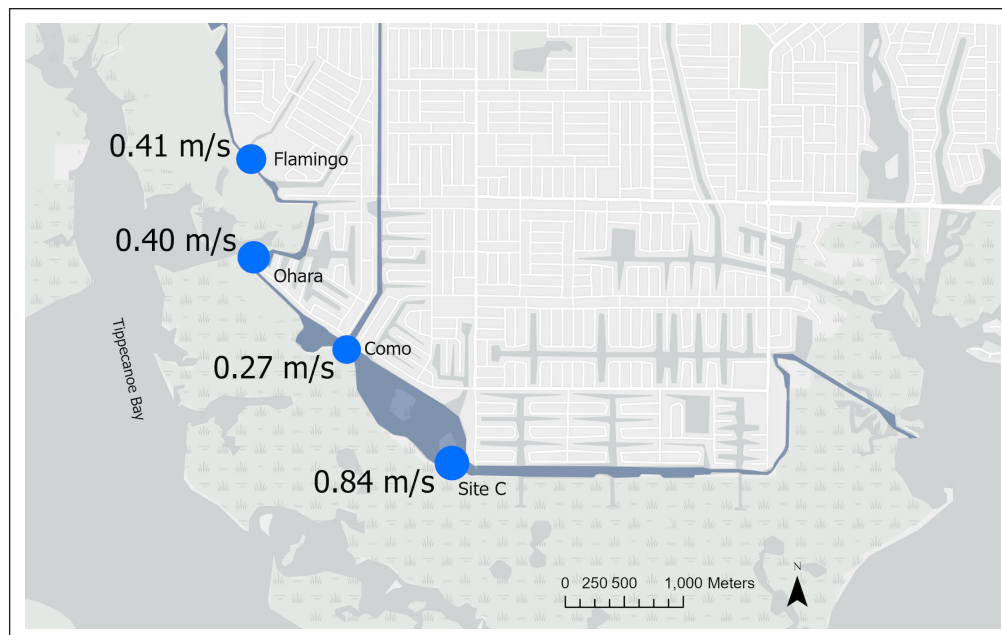 0.41 m/s
Flamingo
0.40 m/s
Ohara
Tippecanoe Bay
Como
0.27 m/s
0.84 m/s
Site C
0 250 500 1,000 Meters
N